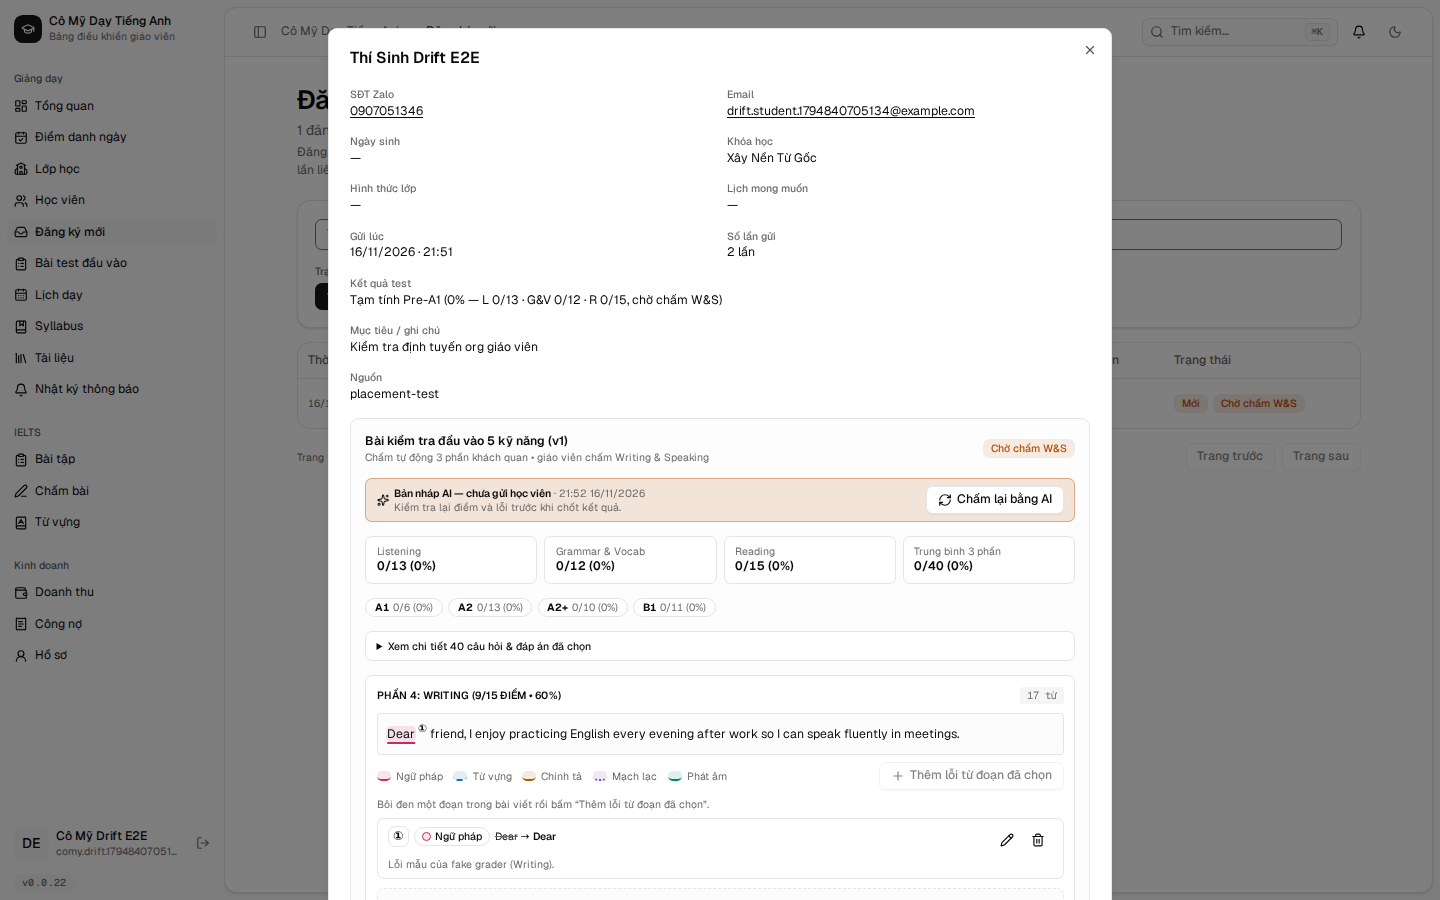 Cô Mỹ Dạy Tiếng Anh
Bảng điều khiển giáo viên
Giảng dạy
Tổng quan
Điểm danh ngày
Lớp học
Học viên
Đăng ký mới
Bài test đầu vào
Lịch dạy
Syllabus
Tài liệu
Nhật ký thông báo
IELTS
Bài tập
Chấm bài
Từ vựng
Kinh doanh
Doanh thu
Công nợ
Hồ sơ
DE
Cô Mỹ Drift E2E
comy.drift.17948407051...
v0.0.22
Tìm kiếm...
⌘K
Trạng thái
Mới
Chờ chấm W&S
Trang
Trang trước
Trang sau
Thí Sinh Drift E2E
SĐT Zalo
0907051346
Email
drift.student.1794840705134@example.com
Ngày sinh
—
Khóa học
Xây Nền Từ Gốc
Hình thức lớp
—
Lịch mong muốn
—
Gửi lúc
16/11/2026 · 21:51
Số lần gửi
2 lần
Kết quả test
Tạm tính Pre-A1 (0% — L 0/13 · G&V 0/12 · R 0/15, chờ chấm W&S)
Mục tiêu / ghi chú
Kiểm tra định tuyến org giáo viên
Nguồn
placement-test
Bài kiểm tra đầu vào 5 kỹ năng (v1)
Chấm tự động 3 phần khách quan • giáo viên chấm Writing & Speaking
Chờ chấm W&S
Bản nháp AI — chưa gửi học viên · 21:52 16/11/2026
Kiểm tra lại điểm và lỗi trước khi chốt kết quả.
Chấm lại bằng AI
Listening
0/13 (0%)
Grammar & Vocab
0/12 (0%)
Reading
0/15 (0%)
Trung bình 3 phần
0/40 (0%)
A1 0/6 (0%)
A2 0/13 (0%)
A2+ 0/10 (0%)
B1 0/11 (0%)
Xem chi tiết 40 câu hỏi & đáp án đã chọn
PHẦN 4: WRITING (9/15 ĐIỂM • 60%)
17 từ
Dear ① friend, I enjoy practicing English every evening after work so I can speak fluently in meetings.
Ngữ pháp
Từ vựng
Chính tả
Mạch lạc
Phát âm
Thêm lỗi từ đoạn đã chọn
Bôi đen một đoạn trong bài viết rồi bấm “Thêm lỗi từ đoạn đã chọn”.
①
Ngữ pháp
Dear → Dear
Lỗi mẫu của fake grader (Writing).